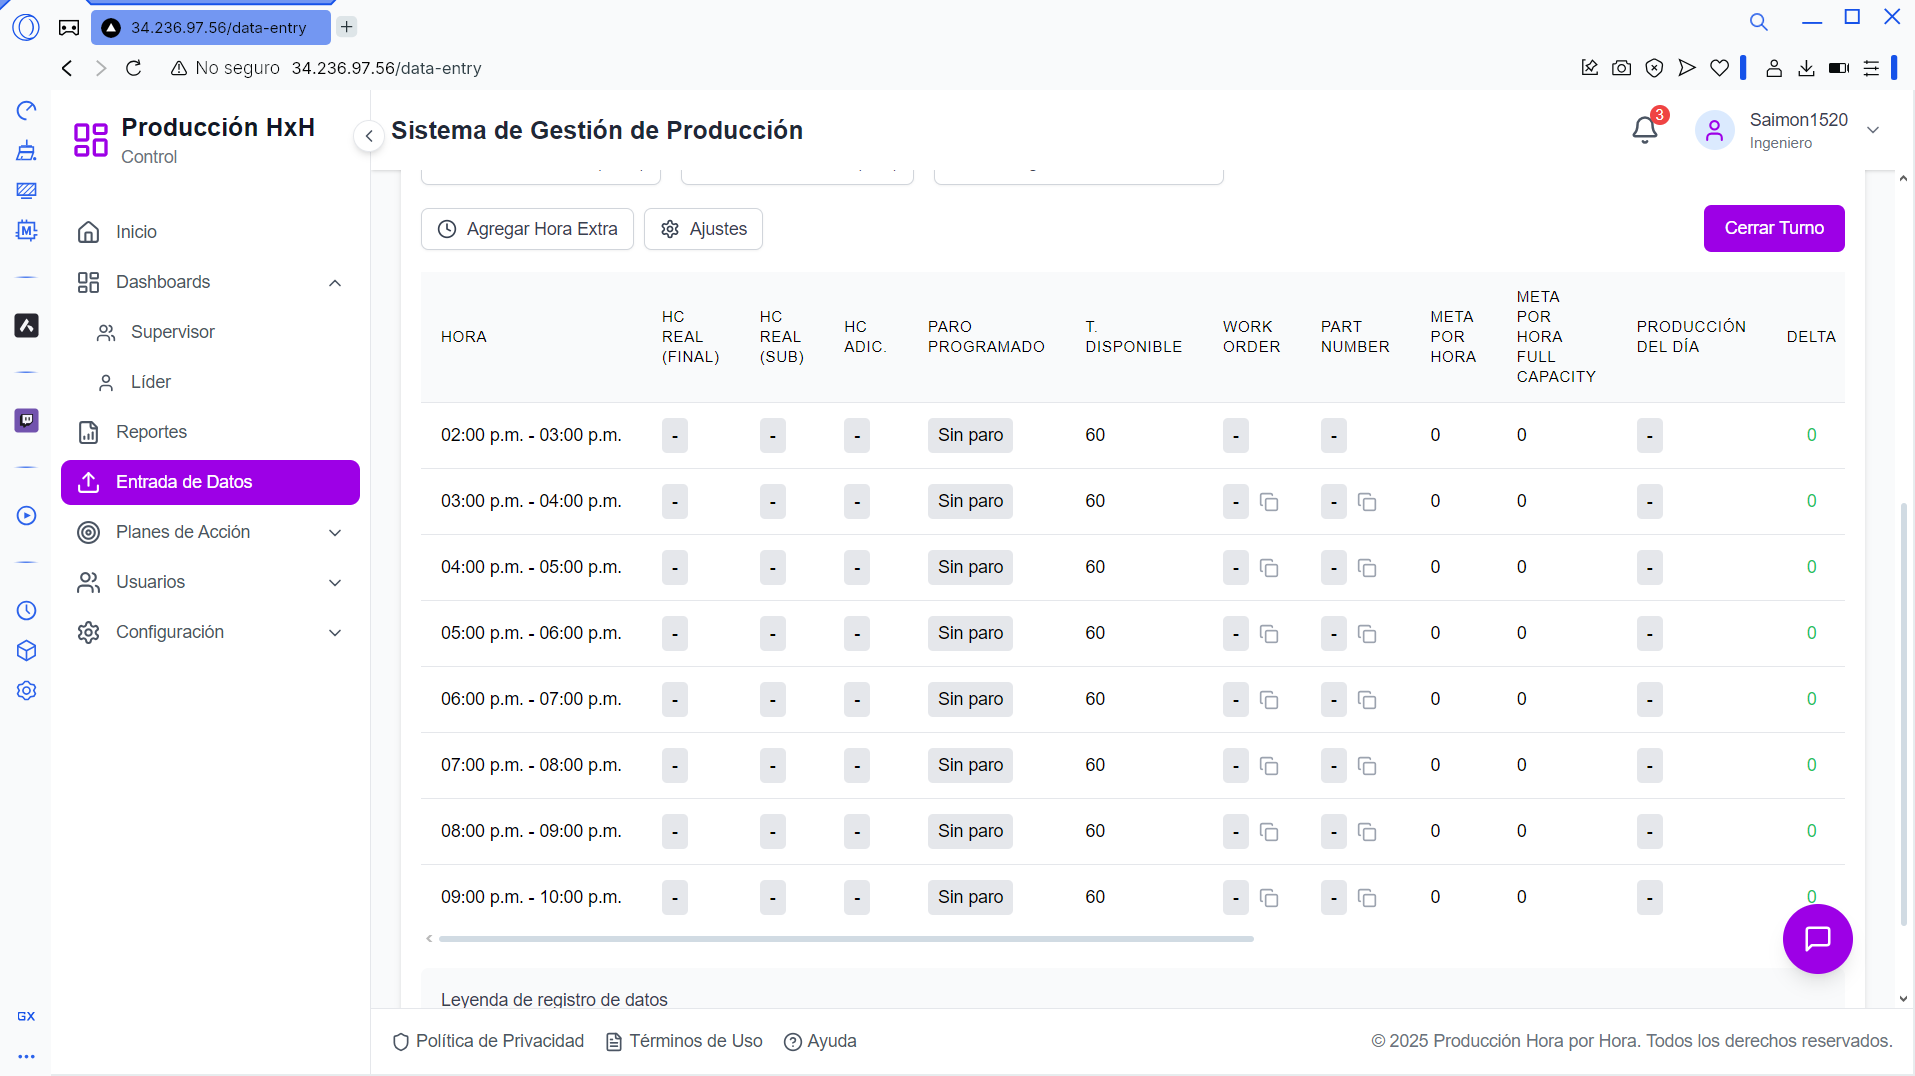 34.236.97.56/data-entry
No seguro 34.236.97.56/data-entry
Producción HxH
Control
Sistema de Gestión de Producción
3
Saimon1520
Ingeniero
Inicio
Dashboards
Supervisor
Líder
Reportes
Entrada de Datos
Planes de Acción
Usuarios
Configuración
GX
Agregar Hora Extra
Ajustes
Cerrar Turno
HORA
HC REAL (FINAL)
HC REAL (SUB)
HC ADIC.
PARO PROGRAMADO
T. DISPONIBLE
WORK ORDER
PART NUMBER
META POR HORA
META POR HORA FULL CAPACITY
PRODUCCIÓN DEL DÍA
DELTA
02:00 p.m. - 03:00 p.m. - - - Sin paro 60 - - 0 0 - 0
03:00 p.m. - 04:00 p.m. - - - Sin paro 60 - - 0 0 - 0
04:00 p.m. - 05:00 p.m. - - - Sin paro 60 - - 0 0 - 0
05:00 p.m. - 06:00 p.m. - - - Sin paro 60 - - 0 0 - 0
06:00 p.m. - 07:00 p.m. - - - Sin paro 60 - - 0 0 - 0
07:00 p.m. - 08:00 p.m. - - - Sin paro 60 - - 0 0 - 0
08:00 p.m. - 09:00 p.m. - - - Sin paro 60 - - 0 0 - 0
09:00 p.m. - 10:00 p.m. - - - Sin paro 60 - - 0 0 - 0
Leyenda de registro de datos
Política de Privacidad
Términos de Uso
Ayuda
© 2025 Producción Hora por Hora. Todos los derechos reservados.